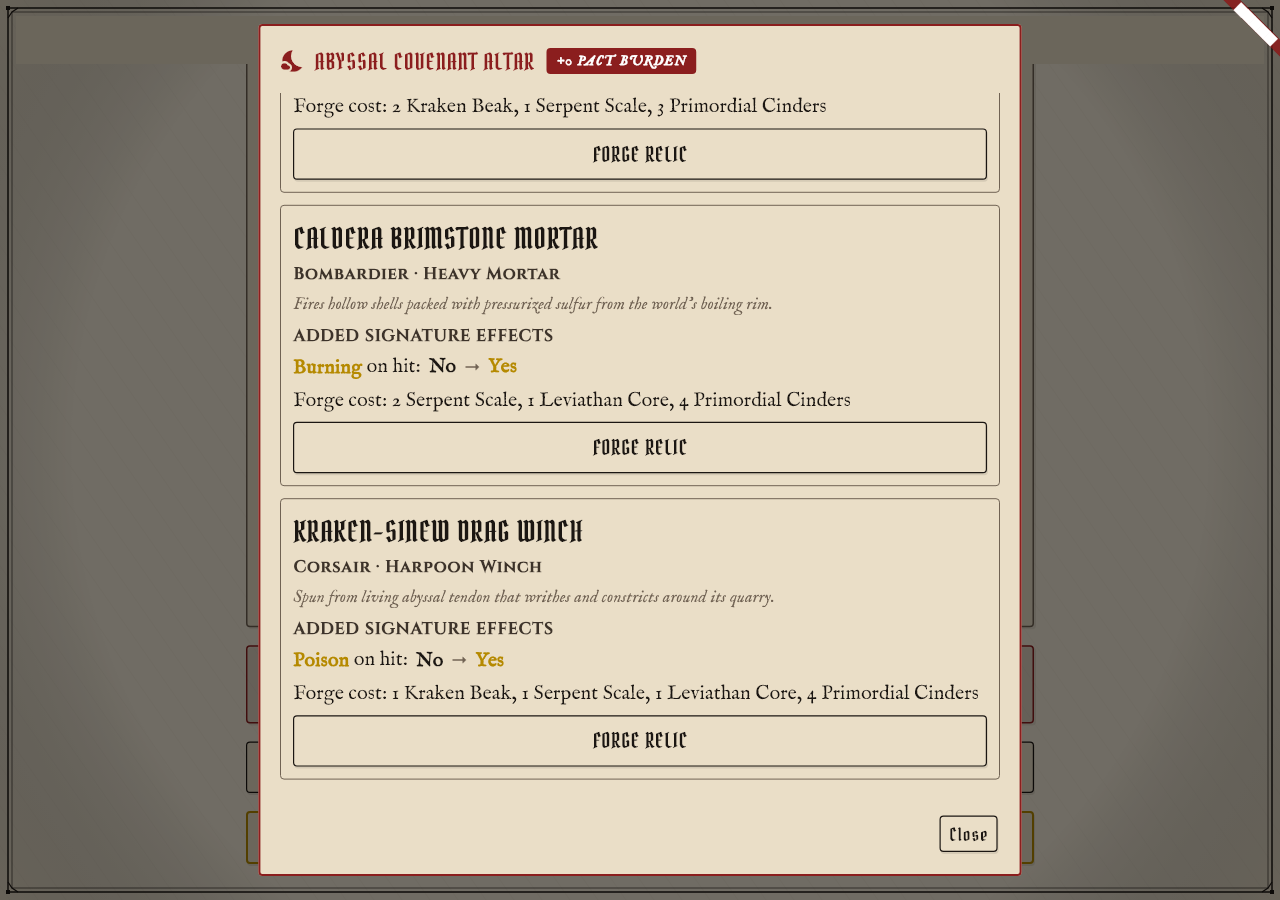 ABYSSAL COVENANT ALTAR +0 PACT BURDEN
Forge cost: 2 Kraken Beak, 1 Serpent Scale, 3 Primordial Cinders
FORGE RELIC
CALDERA BRIMSTONE MORTAR
Bombardier · Heavy Mortar
Fires hollow shells packed with pressurized sulfur from the world's boiling rim.
ADDED SIGNATURE EFFECTS
Burning on hit: No → Yes
Forge cost: 2 Serpent Scale, 1 Leviathan Core, 4 Primordial Cinders
FORGE RELIC
KRAKEN-SINEW DRAG WINCH
Corsair · Harpoon Winch
Spun from living abyssal tendon that writhes and constricts around its quarry.
ADDED SIGNATURE EFFECTS
Poison on hit: No → Yes
Forge cost: 1 Kraken Beak, 1 Serpent Scale, 1 Leviathan Core, 4 Primordial Cinders
FORGE RELIC
Close